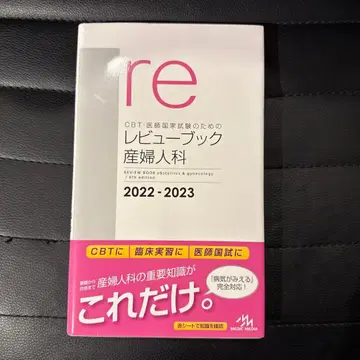 re
CBT・医師国家試験のための
レビューブック
産婦人科
REVIEW BOOK obstetrics & gynecology
2022-2023
CBTに 臨床実習に 医師国試に
産婦人科の重要知識が
これだけ。
『病気がみえる』
完全対応!
赤シートで知識を確認
MEDIC MEDIA